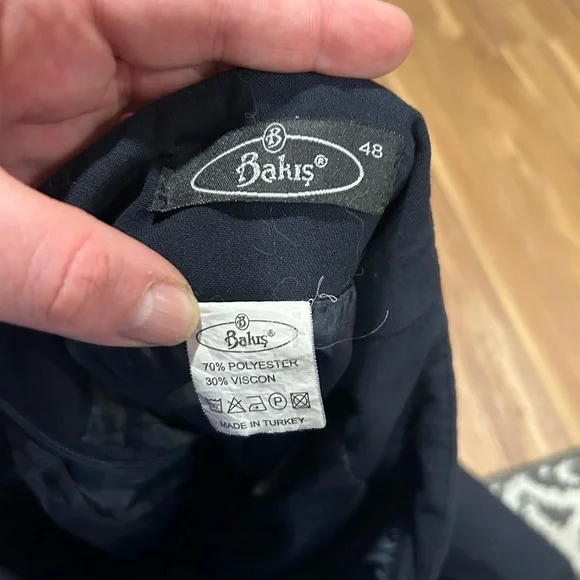 B
Bakış®
48
B
Bakış®
70% POLYESTER
30% VISCON
P
MADE IN TURKEY